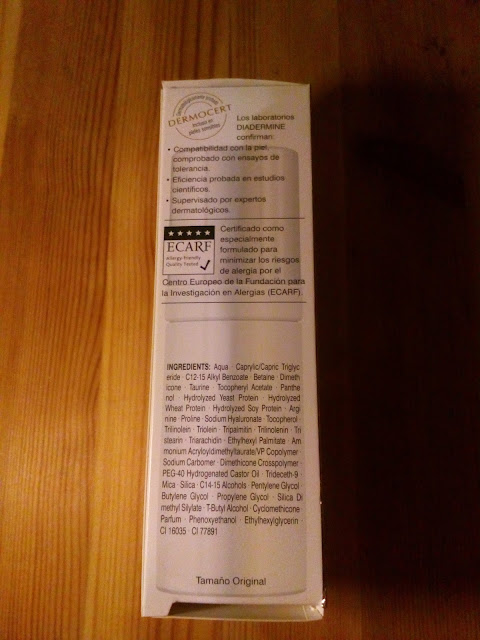 DERMOCERT
incluso en
pieles sensibles
Los laboratorios
DIADERMINE
confirman:
• Compatibilidad con la piel,
comprobado con ensayos de
tolerancia.
• Eficiencia probada en estudios
científicos.
• Supervisado por expertos
dermatológicos.
ECARF
Allergy friendly
Quality Tested
Certificado como
especialmente
formulado para
minimizar los riesgos
de alergia por el
Centro Europeo de la Fundación para
la Investigación en Alergias (ECARF).
INGREDIENTS: Aqua · Caprylic/Capric Triglyc
eride · C12-15 Alkyl Benzoate · Betaine · Dimeth
icone · Taurine · Tocopheryl Acetate · Panthe
nol · Hydrolyzed Yeast Protein · Hydrolyzed
Wheat Protein · Hydrolyzed Soy Protein · Argi
nine · Proline · Sodium Hyaluronate · Tocopherol ·
Trilinolein · Triolein · Tripalmitin · Trilinolenin · Tri
stearin · Triarachidin · Ethylhexyl Palmitate · Am
monium Acryloyldimethyltaurate/VP Copolymer ·
Sodium Carbomer · Dimethicone Crosspolymer ·
PEG-40 Hydrogenated Castor Oil · Trideceth-9 ·
Mica · Silica · C14-15 Alcohols · Pentylene Glycol ·
Butylene Glycol · Propylene Glycol · Silica Di
methyl Silylate · T-Butyl Alcohol · Cyclomethicone ·
Parfum · Phenoxyethanol · Ethylhexylglycerin ·
CI 16035 · CI 77891
Tamaño Original